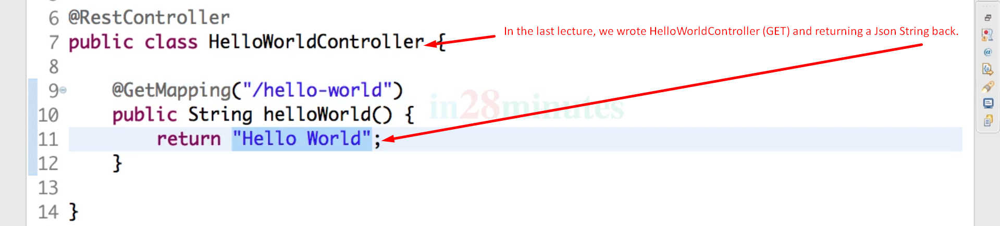 6 @RestController
In the last lecture, we wrote HelloWorldController (GET) and returning a Json String back.
7 public class HelloWorldController {
8
9 @GetMapping("/hello-world")
in28minutes
10 public String helloWorld() {
11 return "Hello World";
12 }
13
14 }